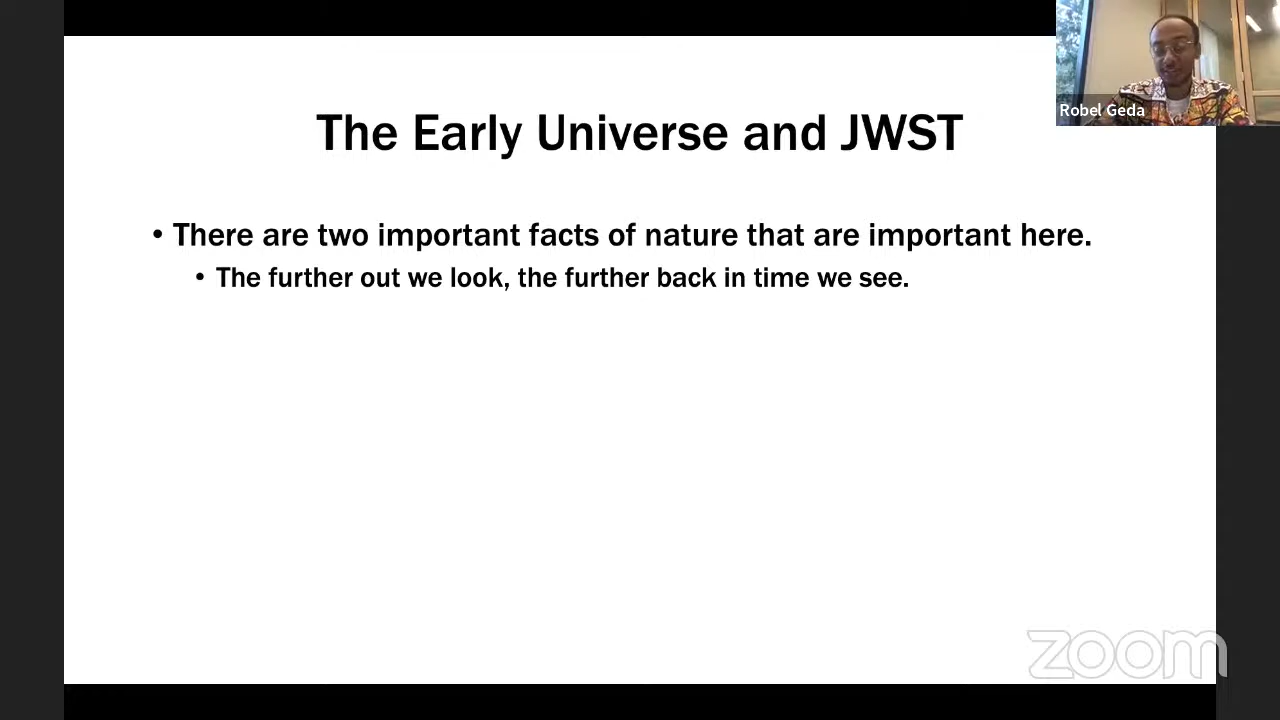 Robel Geda
The Early Universe and JWST
• There are two important facts of nature that are important here.
• The further out we look, the further back in time we see.
zoom